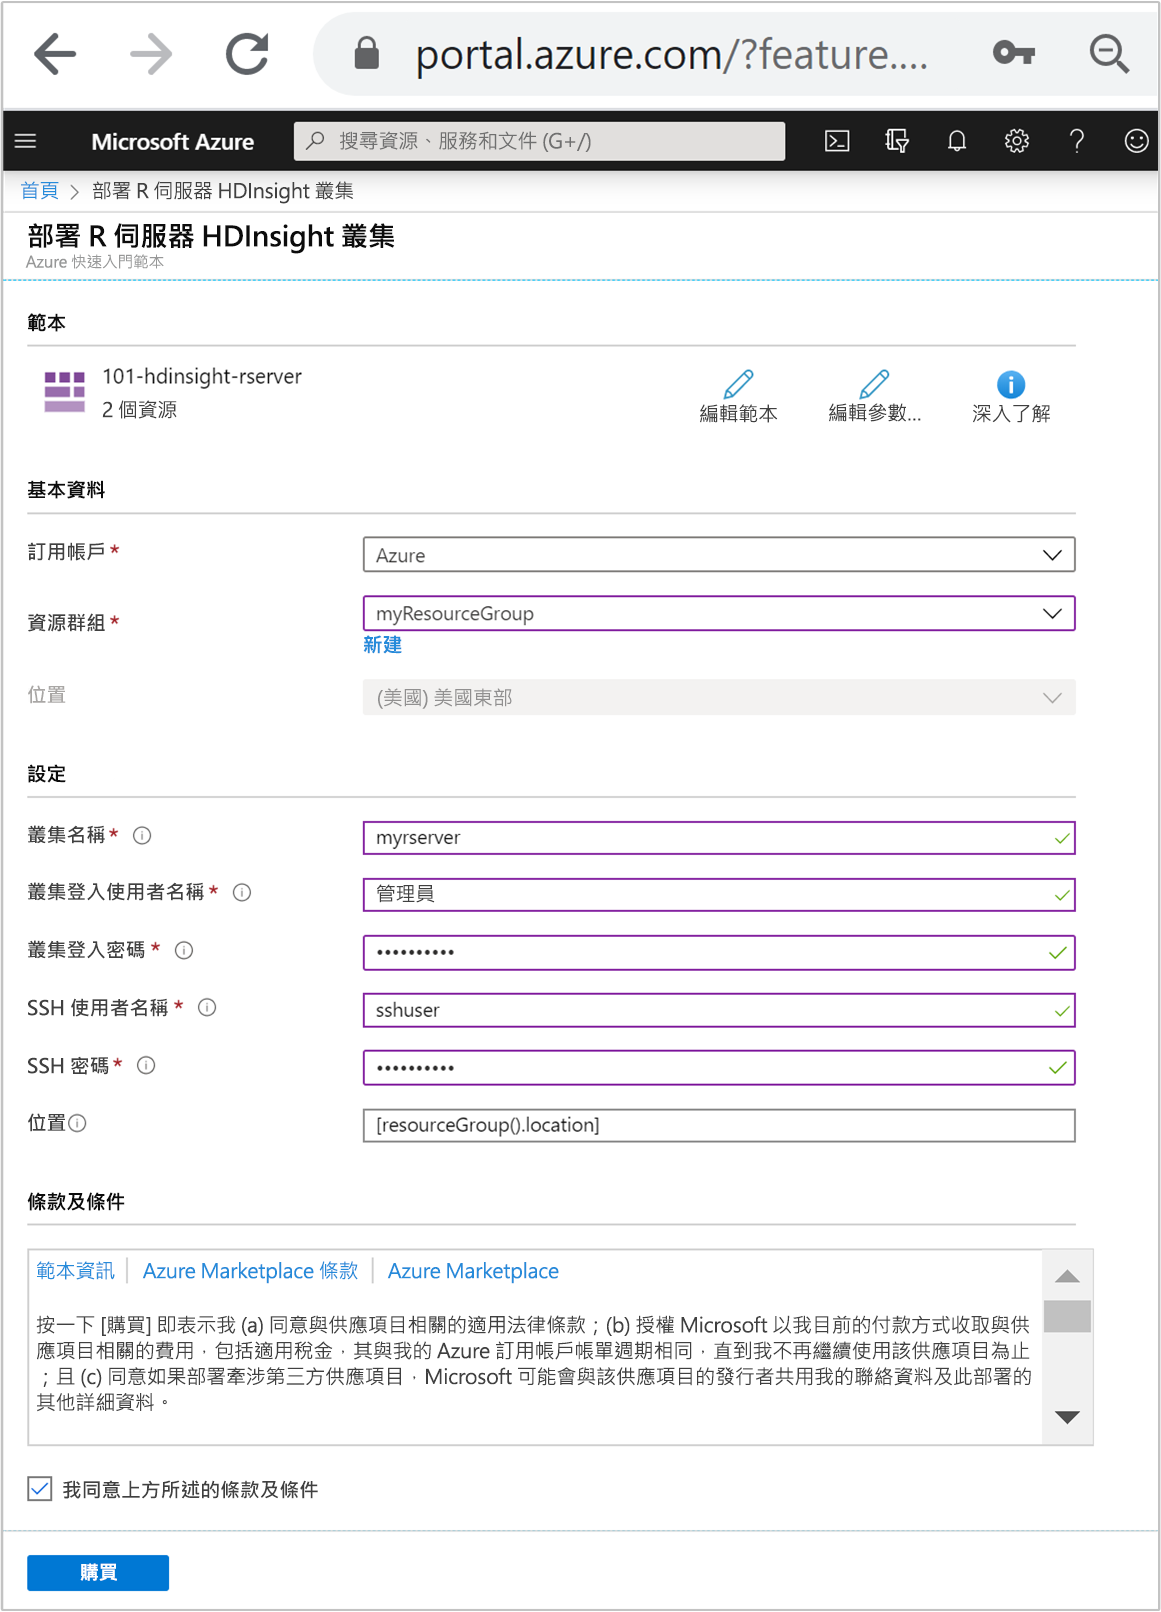 portal.azure.com/?feature....
Microsoft Azure
搜尋資源、服務和文件 (G+/)
首頁 > 部署 R 伺服器 HDInsight 叢集
部署 R 伺服器 HDInsight 叢集
Azure 快速入門範本
範本
101-hdinsight-rserver
2 個資源
編輯範本
編輯參數...
深入了解
基本資料
訂用帳戶*
Azure
資源群組*
myResourceGroup
新建
位置
(美國) 美國東部
設定
叢集名稱*
myrserver
叢集登入使用者名稱*
管理員
叢集登入密碼*
••••••••••
SSH 使用者名稱*
sshuser
SSH 密碼*
••••••••••
位置
[resourceGroup().location]
條款及條件
範本資訊 | Azure Marketplace 條款 | Azure Marketplace
按一下 [購買] 即表示我 (a) 同意與供應項目相關的適用法律條款；(b) 授權 Microsoft 以我目前的付款方式收取與供
應項目相關的費用，包括適用稅金，其與我的 Azure 訂用帳戶帳單週期相同，直到我不再繼續使用該供應項目為止
；且 (c) 同意如果部署牽涉第三方供應項目，Microsoft 可能會與該供應項目的發行者共用我的聯絡資料及此部署的
其他詳細資料。
我同意上方所述的條款及條件
購買